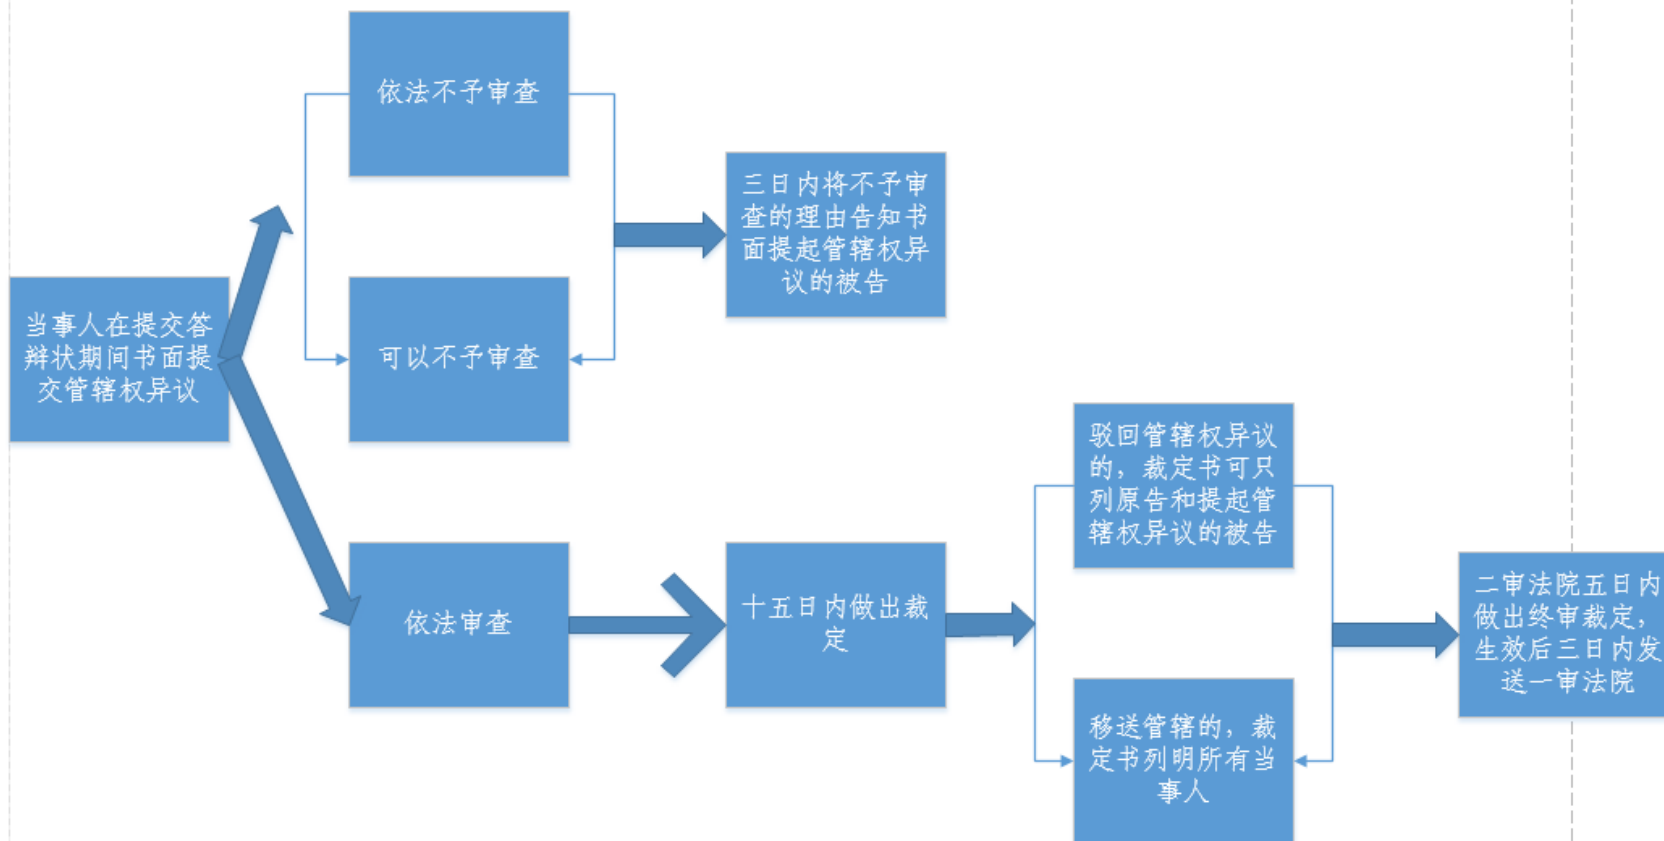 依法不予审查
三日内将不予审
查的理由告知书
面提起管辖权异
议的被告
当事人在提交答
辩状期间书面提
交管辖权异议
可以不予审查
驳回管辖权异议
的，裁定书可只
列原告和提起管
辖权异议的被告
依法审查
十五日内做出裁
定
二审法院五日内
做出终审裁定，
生效后三日内发
送一审法院
移送管辖的，裁
定书列明所有当
事人